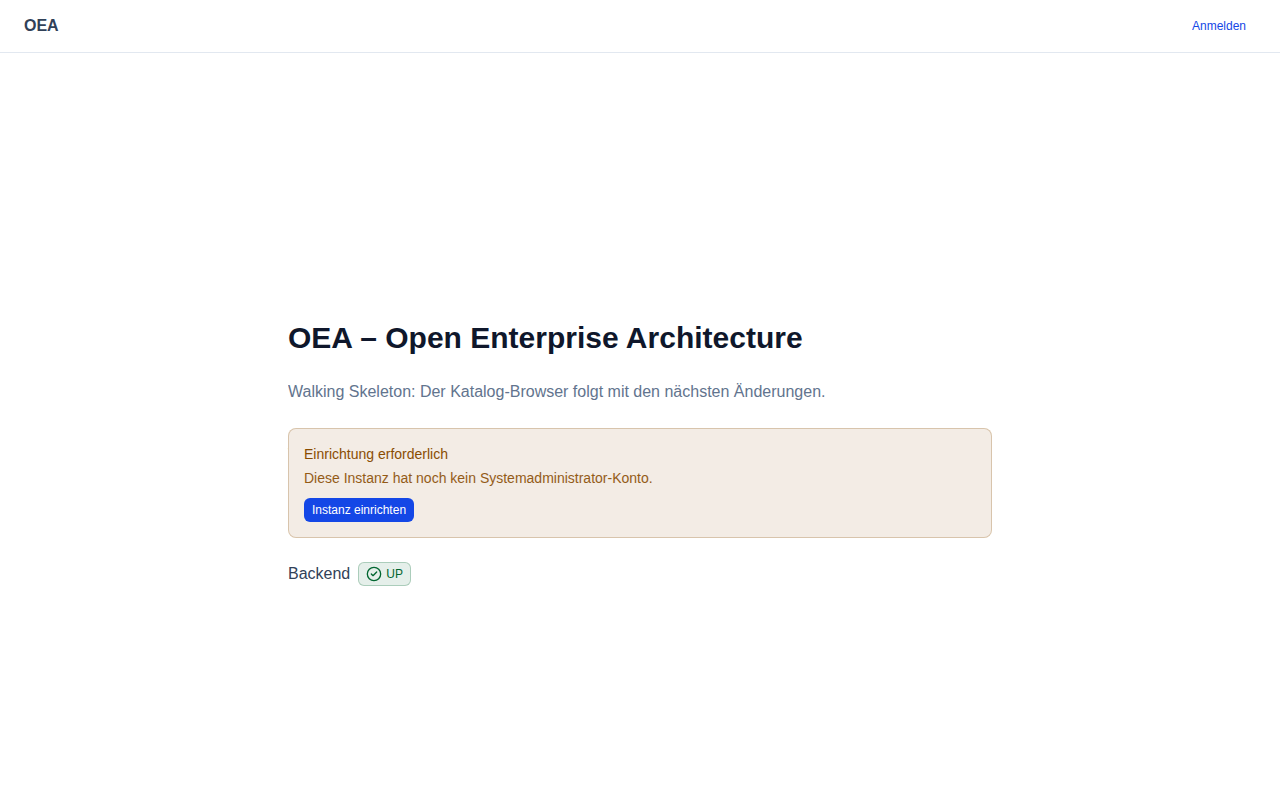 OEA
Anmelden
OEA – Open Enterprise Architecture
Walking Skeleton: Der Katalog-Browser folgt mit den nächsten Änderungen.
Einrichtung erforderlich
Diese Instanz hat noch kein Systemadministrator-Konto.
Instanz einrichten
Backend UP